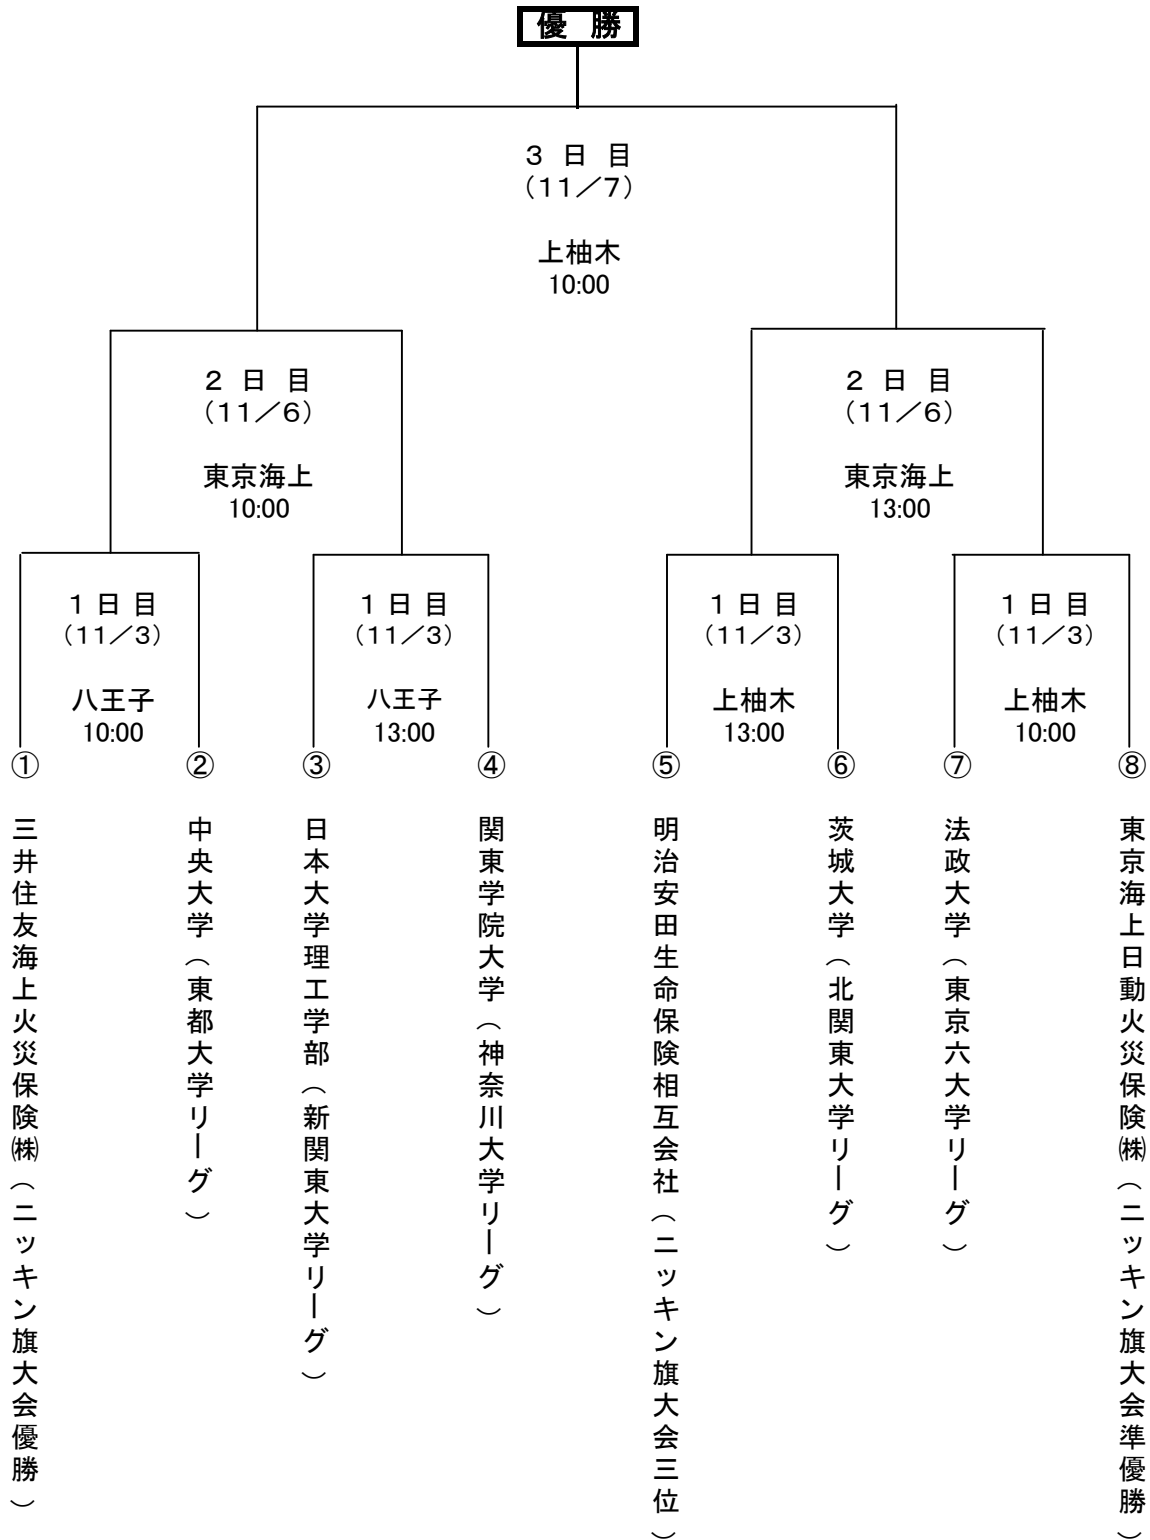 優 勝
3 日 目
(11／7)
上柚木
10:00
2 日 目
(11／6)
東京海上
10:00
2 日 目
(11／6)
東京海上
13:00
1 日 目
(11／3)
八王子
10:00
1 日 目
(11／3)
八王子
13:00
1 日 目
(11／3)
上柚木
13:00
1 日 目
(11／3)
上柚木
10:00
①
三井住友海上火災保険㈱（ニッキン旗大会優勝）
②
中央大学（東都大学リーグ）
③
日本大学理工学部（新関東大学リーグ）
④
関東学院大学（神奈川大学リーグ）
⑤
明治安田生命保険相互会社（ニッキン旗大会三位）
⑥
茨城大学（北関東大学リーグ）
⑦
法政大学（東京六大学リーグ）
⑧
東京海上日動火災保険㈱（ニッキン旗大会準優勝）